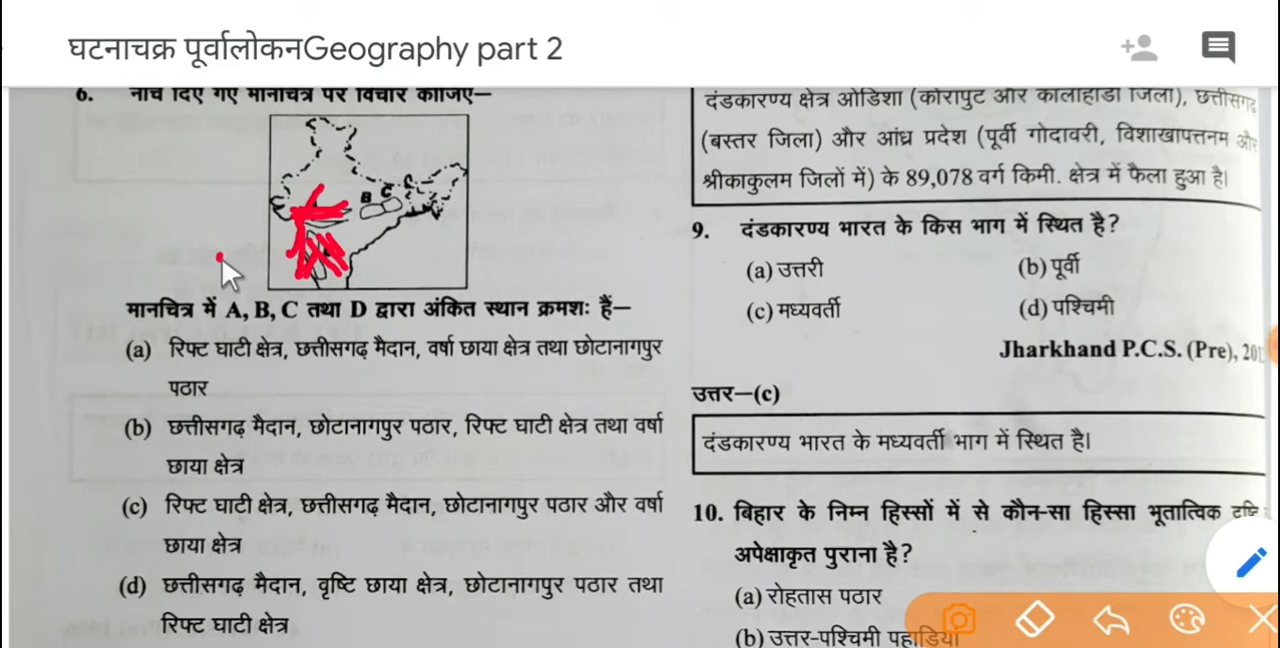 घटनाचक्र पूर्वालोकनGeography part 2
6. नीचे दिए गए मानचित्र पर विचार कीजिए—
B
C
मानचित्र में A, B, C तथा D द्वारा अंकित स्थान क्रमशः हैं—
(a) रिफ्ट घाटी क्षेत्र, छत्तीसगढ़ मैदान, वर्षा छाया क्षेत्र तथा छोटानागपुर
पठार
(b) छत्तीसगढ़ मैदान, छोटानागपुर पठार, रिफ्ट घाटी क्षेत्र तथा वर्षा
छाया क्षेत्र
(c) रिफ्ट घाटी क्षेत्र, छत्तीसगढ़ मैदान, छोटानागपुर पठार और वर्षा
छाया क्षेत्र
(d) छत्तीसगढ़ मैदान, वृष्टि छाया क्षेत्र, छोटानागपुर पठार तथा
रिफ्ट घाटी क्षेत्र
दंडकारण्य क्षेत्र ओडिशा (कोरापुट और कालाहांडी जिला), छत्तीसगढ़
(बस्तर जिला) और आंध्र प्रदेश (पूर्वी गोदावरी, विशाखापत्तनम और
श्रीकाकुलम जिलों में) के 89,078 वर्ग किमी. क्षेत्र में फैला हुआ है।
9. दंडकारण्य भारत के किस भाग में स्थित है?
(a) उत्तरी (b) पूर्वी
(c) मध्यवर्ती (d) पश्चिमी
Jharkhand P.C.S. (Pre), 201
उत्तर—(c)
दंडकारण्य भारत के मध्यवर्ती भाग में स्थित है।
10. बिहार के निम्न हिस्सों में से कौन-सा हिस्सा भूतात्विक दृष्टि
अपेक्षाकृत पुराना है?
(a) रोहतास पठार
(b) उत्तर-पश्चिमी पहाड़ियां